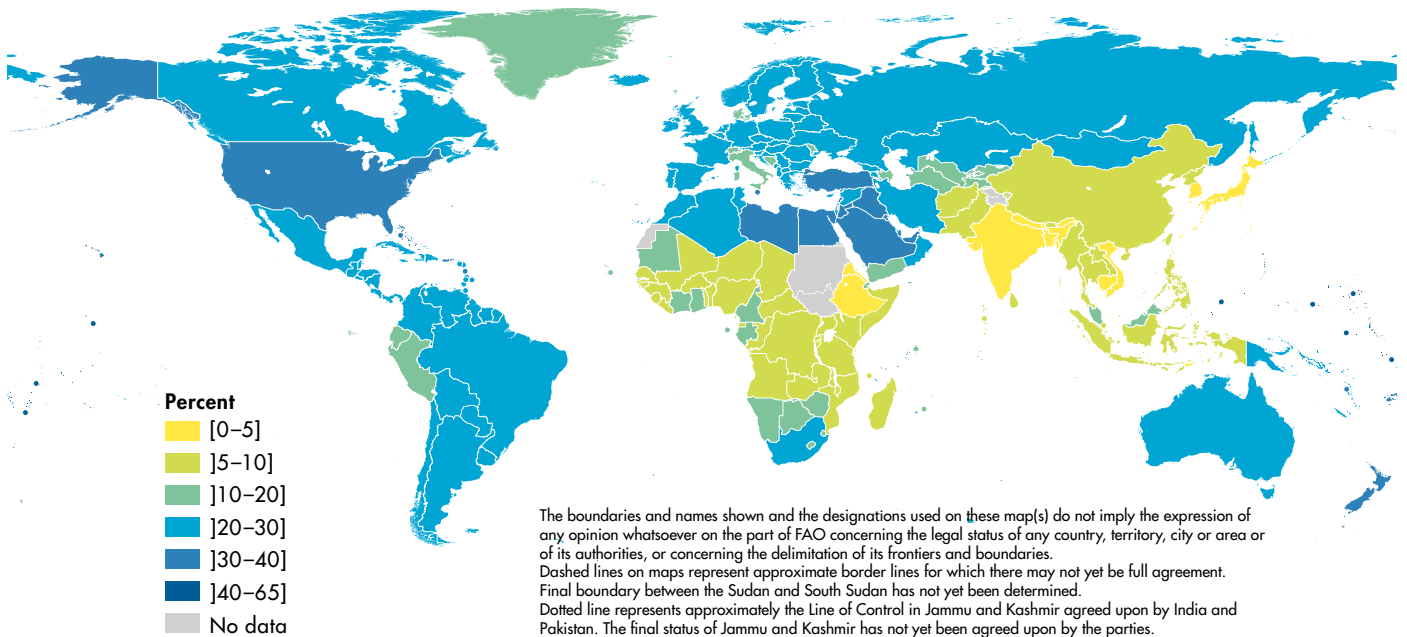 Percent
[0–5]
]5–10]
]10–20]
]20–30]
]30–40]
]40–65]
No data
The boundaries and names shown and the designations used on these map(s) do not imply the expression of
any opinion whatsoever on the part of FAO concerning the legal status of any country, territory, city or area or
of its authorities, or concerning the delimitation of its frontiers and boundaries.
Dashed lines on maps represent approximate border lines for which there may not yet be full agreement.
Final boundary between the Sudan and South Sudan has not yet been determined.
Dotted line represents approximately the Line of Control in Jammu and Kashmir agreed upon by India and
Pakistan. The final status of Jammu and Kashmir has not yet been agreed upon by the parties.